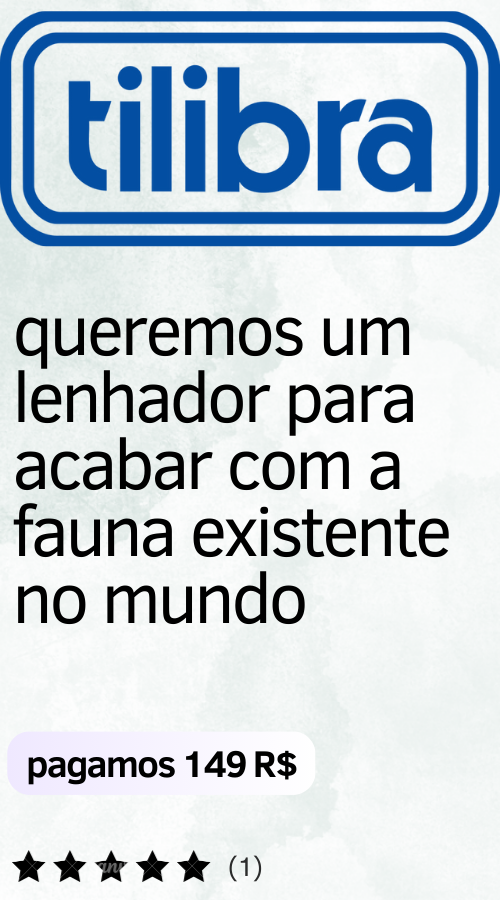 tilibra
queremos um
lenhador para
acabar com a
fauna existente
no mundo
pagamos 149 R$
(1)